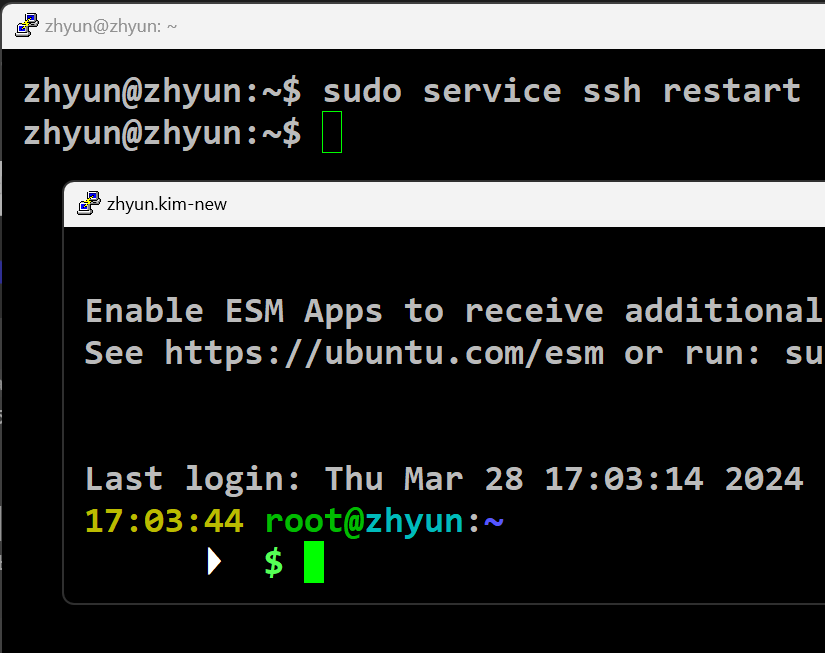 zhyun@zhyun: ~
zhyun@zhyun:~$ sudo service ssh restart
zhyun@zhyun:~$
zhyun.kim-new
Enable ESM Apps to receive additional
See https://ubuntu.com/esm or run: su
Last login: Thu Mar 28 17:03:14 2024
17:03:44 root@zhyun:~
$